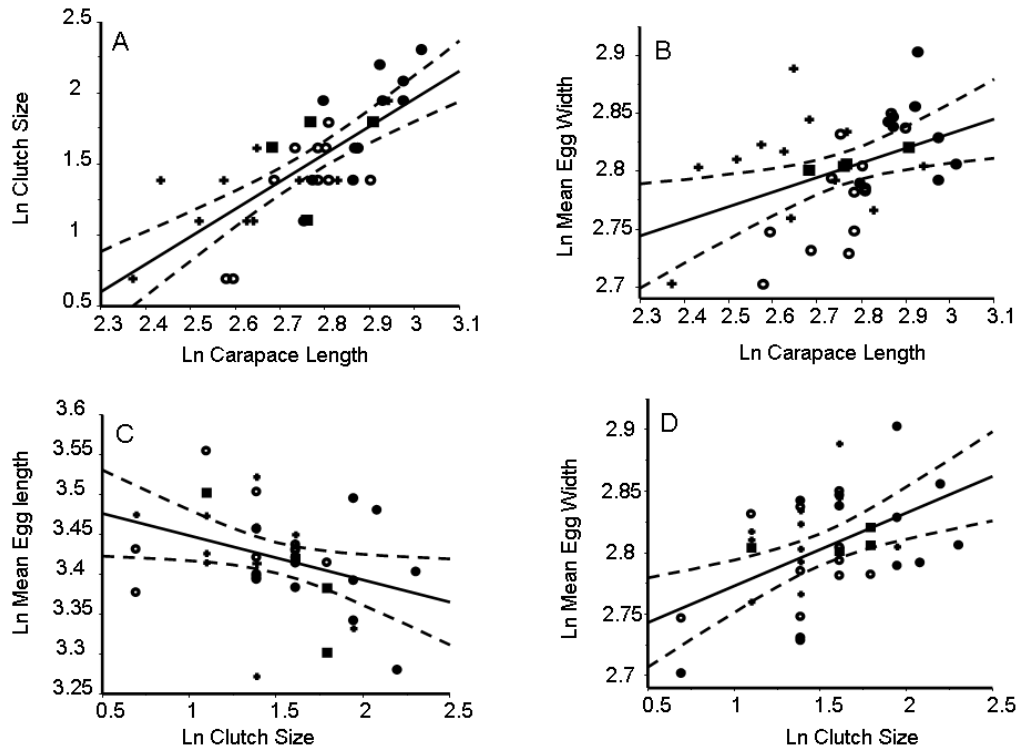 A
Ln Clutch Size
2.5
2
1.5
1
0.5
2.3 2.4 2.5 2.6 2.7 2.8 2.9 3 3.1
Ln Carapace Length
B
Ln Mean Egg Width
2.9
2.85
2.8
2.75
2.7
2.3 2.4 2.5 2.6 2.7 2.8 2.9 3 3.1
Ln Carapace Length
C
Ln Mean Egg length
3.6
3.55
3.5
3.45
3.4
3.35
3.3
3.25
0.5 1 1.5 2 2.5
Ln Clutch Size
D
Ln Mean Egg Width
2.9
2.85
2.8
2.75
2.7
0.5 1 1.5 2 2.5
Ln Clutch Size